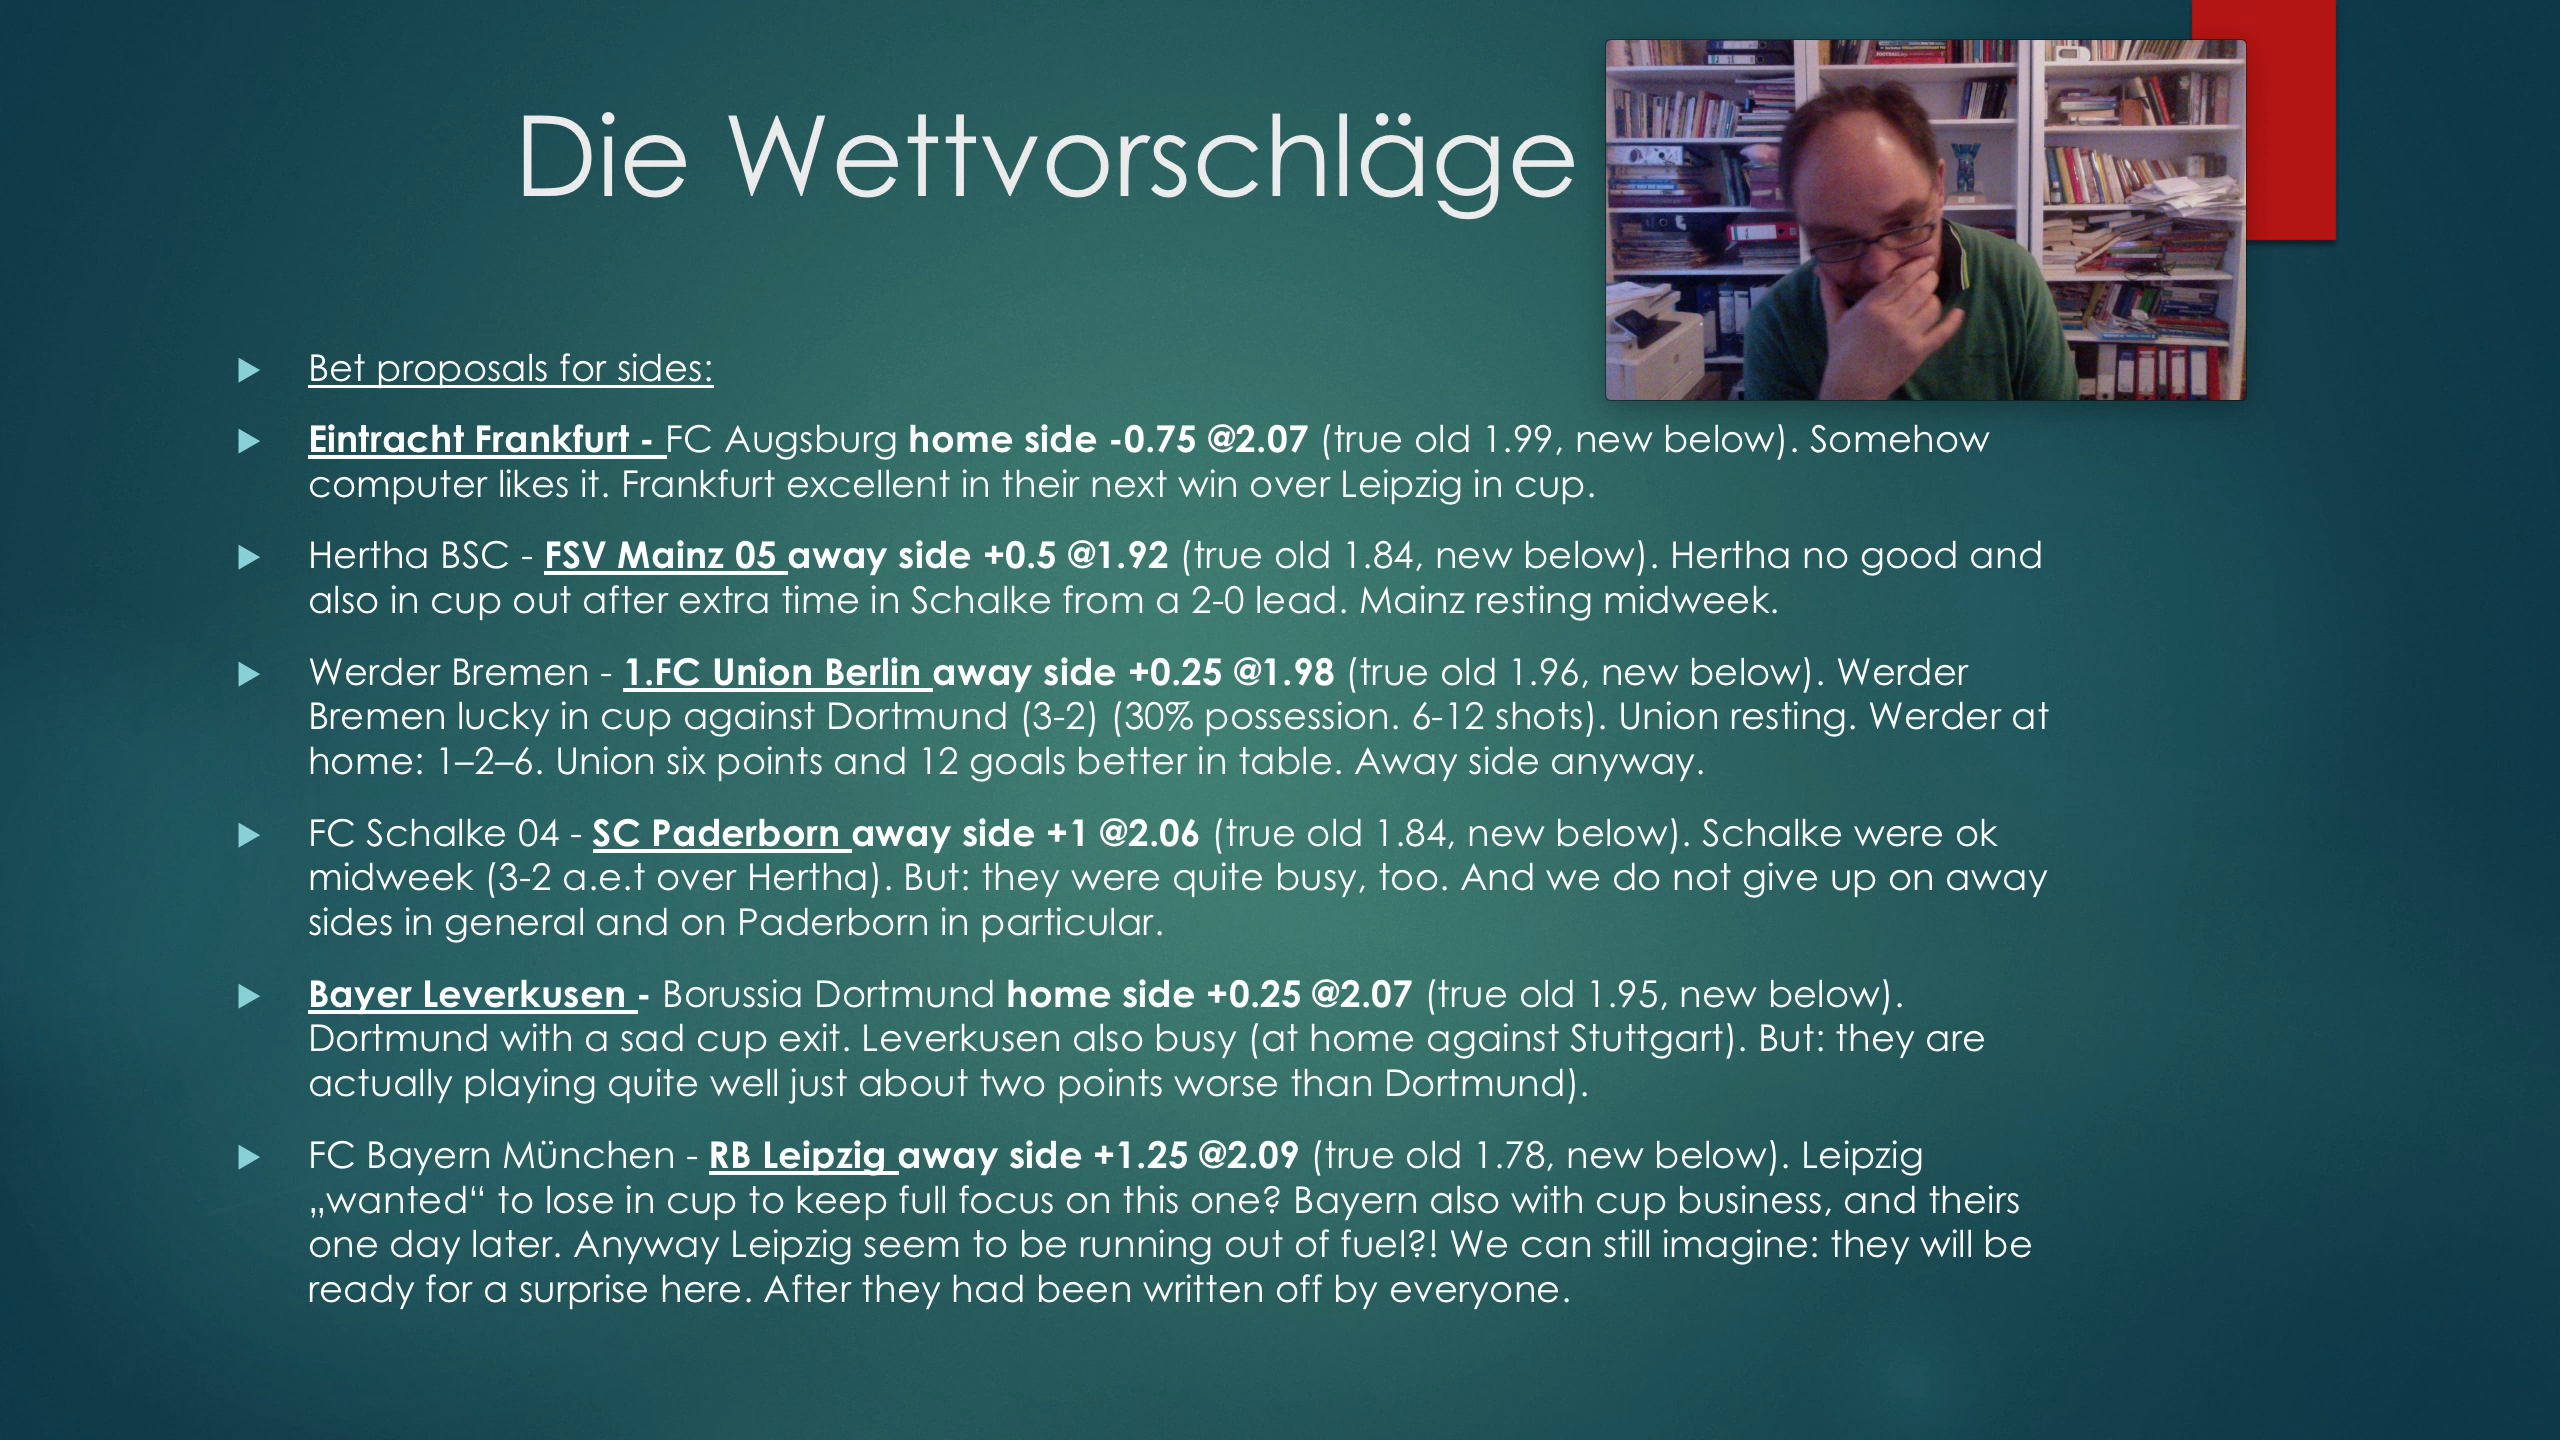 Die Wettvorschläge
Bet proposals for sides:
Eintracht Frankfurt - FC Augsburg home side -0.75 @2.07 (true old 1.99, new below). Somehow
computer likes it. Frankfurt excellent in their next win over Leipzig in cup.
Hertha BSC - FSV Mainz 05 away side +0.5 @1.92 (true old 1.84, new below). Hertha no good and
also in cup out after extra time in Schalke from a 2-0 lead. Mainz resting midweek.
Werder Bremen - 1.FC Union Berlin away side +0.25 @1.98 (true old 1.96, new below). Werder
Bremen lucky in cup against Dortmund (3-2) (30% possession. 6-12 shots). Union resting. Werder at
home: 1–2–6. Union six points and 12 goals better in table. Away side anyway.
FC Schalke 04 - SC Paderborn away side +1 @2.06 (true old 1.84, new below). Schalke were ok
midweek (3-2 a.e.t over Hertha). But: they were quite busy, too. And we do not give up on away
sides in general and on Paderborn in particular.
Bayer Leverkusen - Borussia Dortmund home side +0.25 @2.07 (true old 1.95, new below).
Dortmund with a sad cup exit. Leverkusen also busy (at home against Stuttgart). But: they are
actually playing quite well just about two points worse than Dortmund).
FC Bayern München - RB Leipzig away side +1.25 @2.09 (true old 1.78, new below). Leipzig
„wanted“ to lose in cup to keep full focus on this one? Bayern also with cup business, and theirs
one day later. Anyway Leipzig seem to be running out of fuel?! We can still imagine: they will be
ready for a surprise here. After they had been written off by everyone.